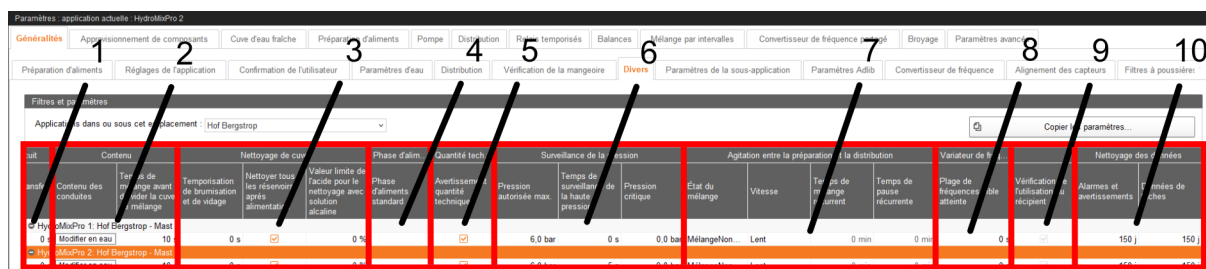 Paramètres : application actuelle : HydroMixPro 2
Généralités Approvisionnement de composants Cuve d'eau fraîche Préparation d'aliments Pompe Distribution Relais temporisés Balances Mélange par intervalles Convertisseur de fréquence partagé Broyage Paramètres avancés
1 2 3 4 5 6 7 8 9 10
Préparation d'aliments Réglages de l'application Confirmation de l'utilisateur Paramètres d'eau Distribution Vérification de la mangeoire Divers Paramètres de la sous-application Paramètres Adlib Convertisseur de fréquence Alignement des capteurs Filtres à poussières
Filtres et paramètres
Applications dans ou sous cet emplacement : Hof Bergstrop Copier les paramètres...
cuit Contenu Nettoyage de cuve Phase d'alim... Quantité tech... Surveillance de la pression Agitation entre la préparation et la distribution Variateur de fréq... Nettoyage des données
ansfe Contenu des conduites Temps de mélange avant de vider la cuve de mélange Temporisation de brumisation et de vidage Nettoyer tous les réservoirs après alimentation Valeur limite de l'acide pour le nettoyage avec solution alcaline Phase d'aliments standard Avertissement quantité technique Pression autorisée max. Temps de surveillance de la haute pression Pression critique État du mélange Vitesse Temps de mélange récurrent Temps de pause récurrente Plage de fréquences cible atteinte Vérification de l'utilisation du récipient Alarmes et avertissements Données de tâches
HydroMixPro 1: Hof Bergstrop - Mast
0 s Modifier en eau 10 s 0 s 0 % 6,0 bar 0 s 0,0 bar MélangeNon... Lent 0 min 0 min 0 s 150 j 150 j
HydroMixPro 2: Hof Bergstrop - Mast